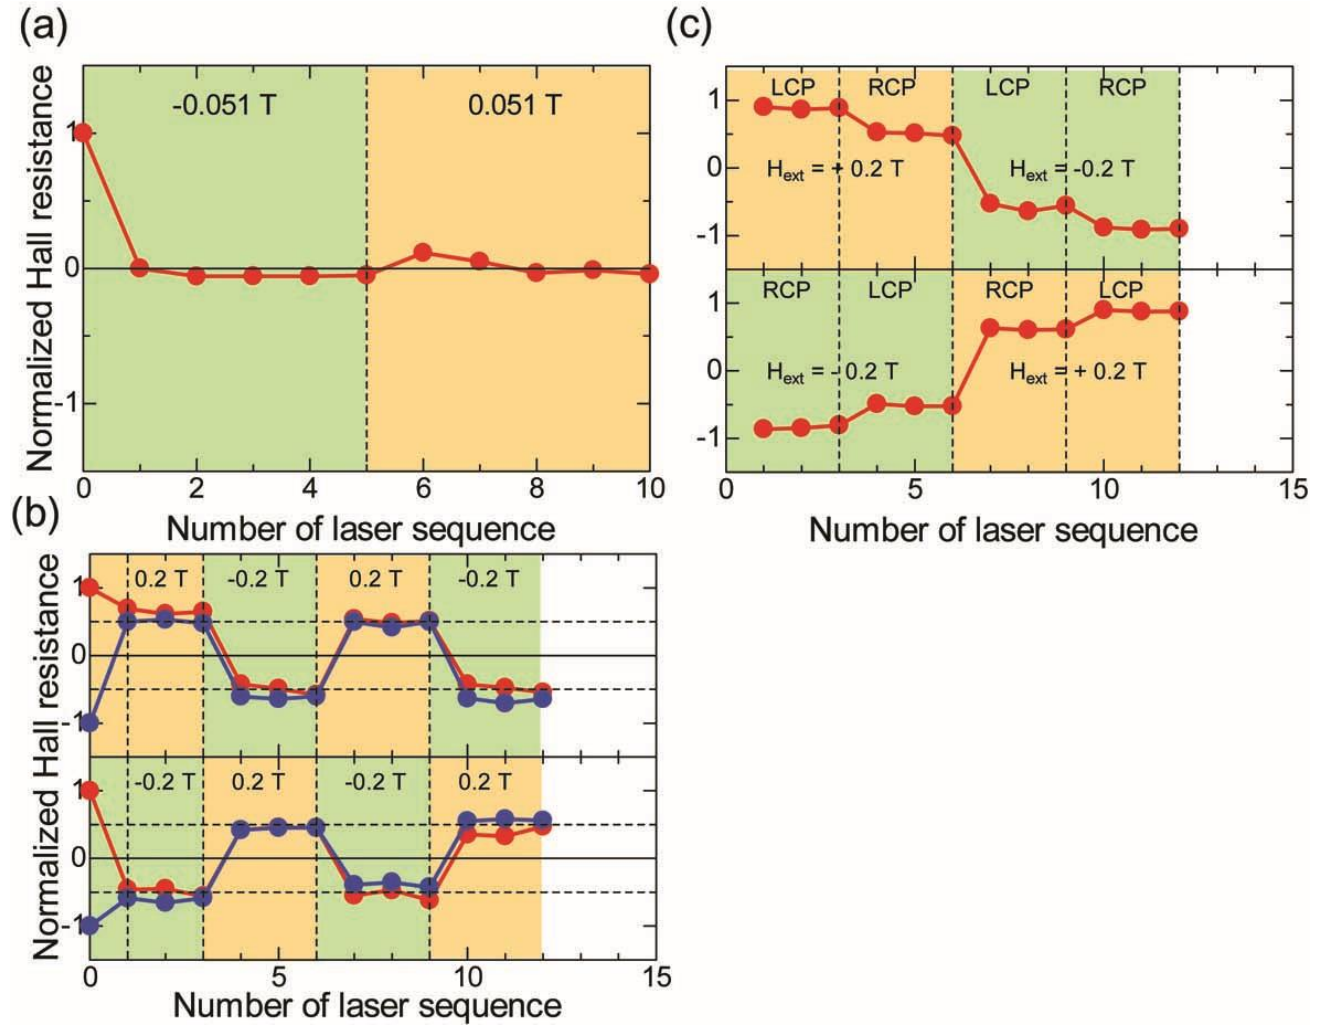 (a)
Normalized Hall resistance
-0.051 T
0.051 T
1
0
-1
0 2 4 6 8 10
Number of laser sequence
(c)
LCP RCP LCP RCP
1
0
-1
Hext = + 0.2 T
Hext = -0.2 T
RCP LCP RCP LCP
1
0
-1
Hext = - 0.2 T
Hext = + 0.2 T
0 5 10 15
Number of laser sequence
(b)
Normalized Hall resistance
0.2 T -0.2 T 0.2 T -0.2 T
1
0
-1
-0.2 T 0.2 T -0.2 T 0.2 T
1
0
-1
0 5 10 15
Number of laser sequence